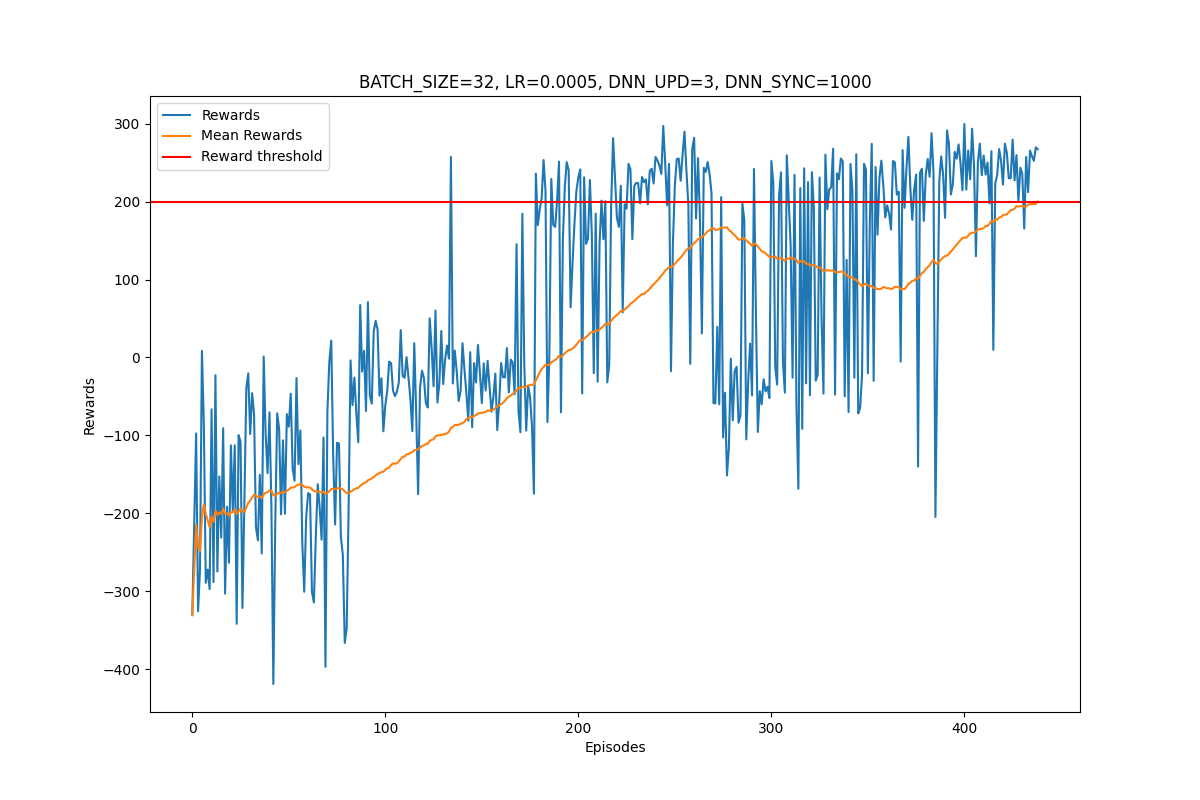 BATCH_SIZE=32, LR=0.0005, DNN_UPD=3, DNN_SYNC=1000
Rewards
Mean Rewards
Reward threshold
300
200
100
0
−100
−200
−300
−400
Rewards
0
100
200
300
400
Episodes